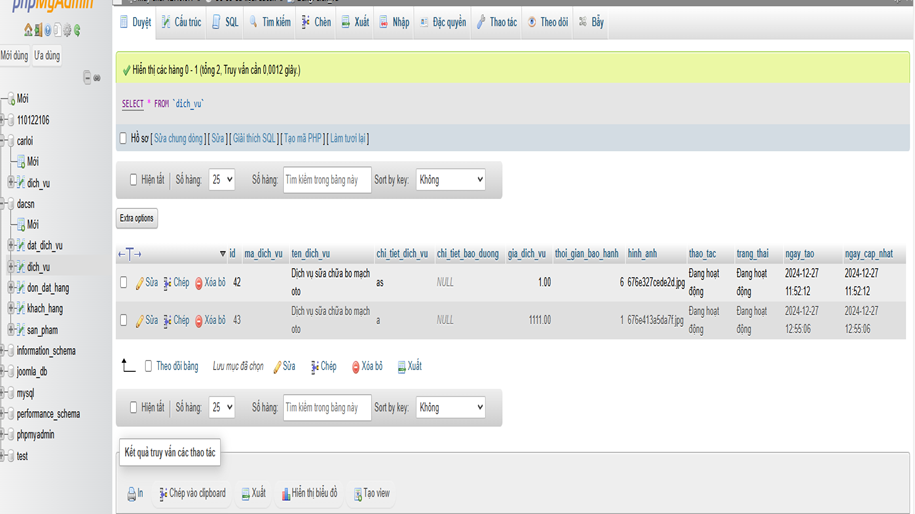 phpMyAdmin
Duyệt Cấu trúc SQL Tìm kiếm Chèn Xuất Nhập Đặc quyền Thao tác Theo dõi Bẫy
Mới dùng Ưa dùng
Mới
110122106
carloi
Mới
dich_vu
dacsn
Mới
dat_dich_vu
dich_vu
don_dat_hang
khach_hang
san_pham
information_schema
joomla_db
mysql
performance_schema
phpmyadmin
test
Hiển thị các hàng 0 - 1 (tổng 2, Truy vấn cần 0,0012 giây.)
SELECT * FROM `dich_vu`
Hồ sơ [ Sửa chung dòng ] [ Sửa ] [ Giải thích SQL ] [ Tạo mã PHP ] [ Làm tươi lại ]
Hiện tất Số hàng: 25 Số hàng: Tìm kiếm trong bảng này Sort by key: Không
Extra options
←T→ ▼ id ma_dich_vu ten_dich_vu chi_tiet_dich_vu chi_tiet_bao_duong gia_dich_vu thoi_gian_bao_hanh hinh_anh thao_tac trang_thai ngay_tao ngay_cap_nhat
Sửa Chép Xóa bỏ 42 Dịch vụ sữa chữa bo mạch as NULL 1.00 6 676e327cede2d.jpg Đang hoạt Đang hoạt 2024-12-27 2024-12-27
oto động động 11:52:12 11:52:12
Sửa Chép Xóa bỏ 43 Dịch vụ sữa chữa bo mạch a NULL 1111.00 1 676e413a5da7f.jpg Đang hoạt Đang hoạt 2024-12-27 2024-12-27
oto động động 12:55:06 12:55:06
Theo dõi bảng Lưu mục đã chọn Sửa Chép Xóa bỏ Xuất
Hiện tất Số hàng: 25 Số hàng: Tìm kiếm trong bảng này Sort by key: Không
Kết quả truy vấn các thao tác
In Chép vào clipboard Xuất Hiển thị biểu đồ Tạo view